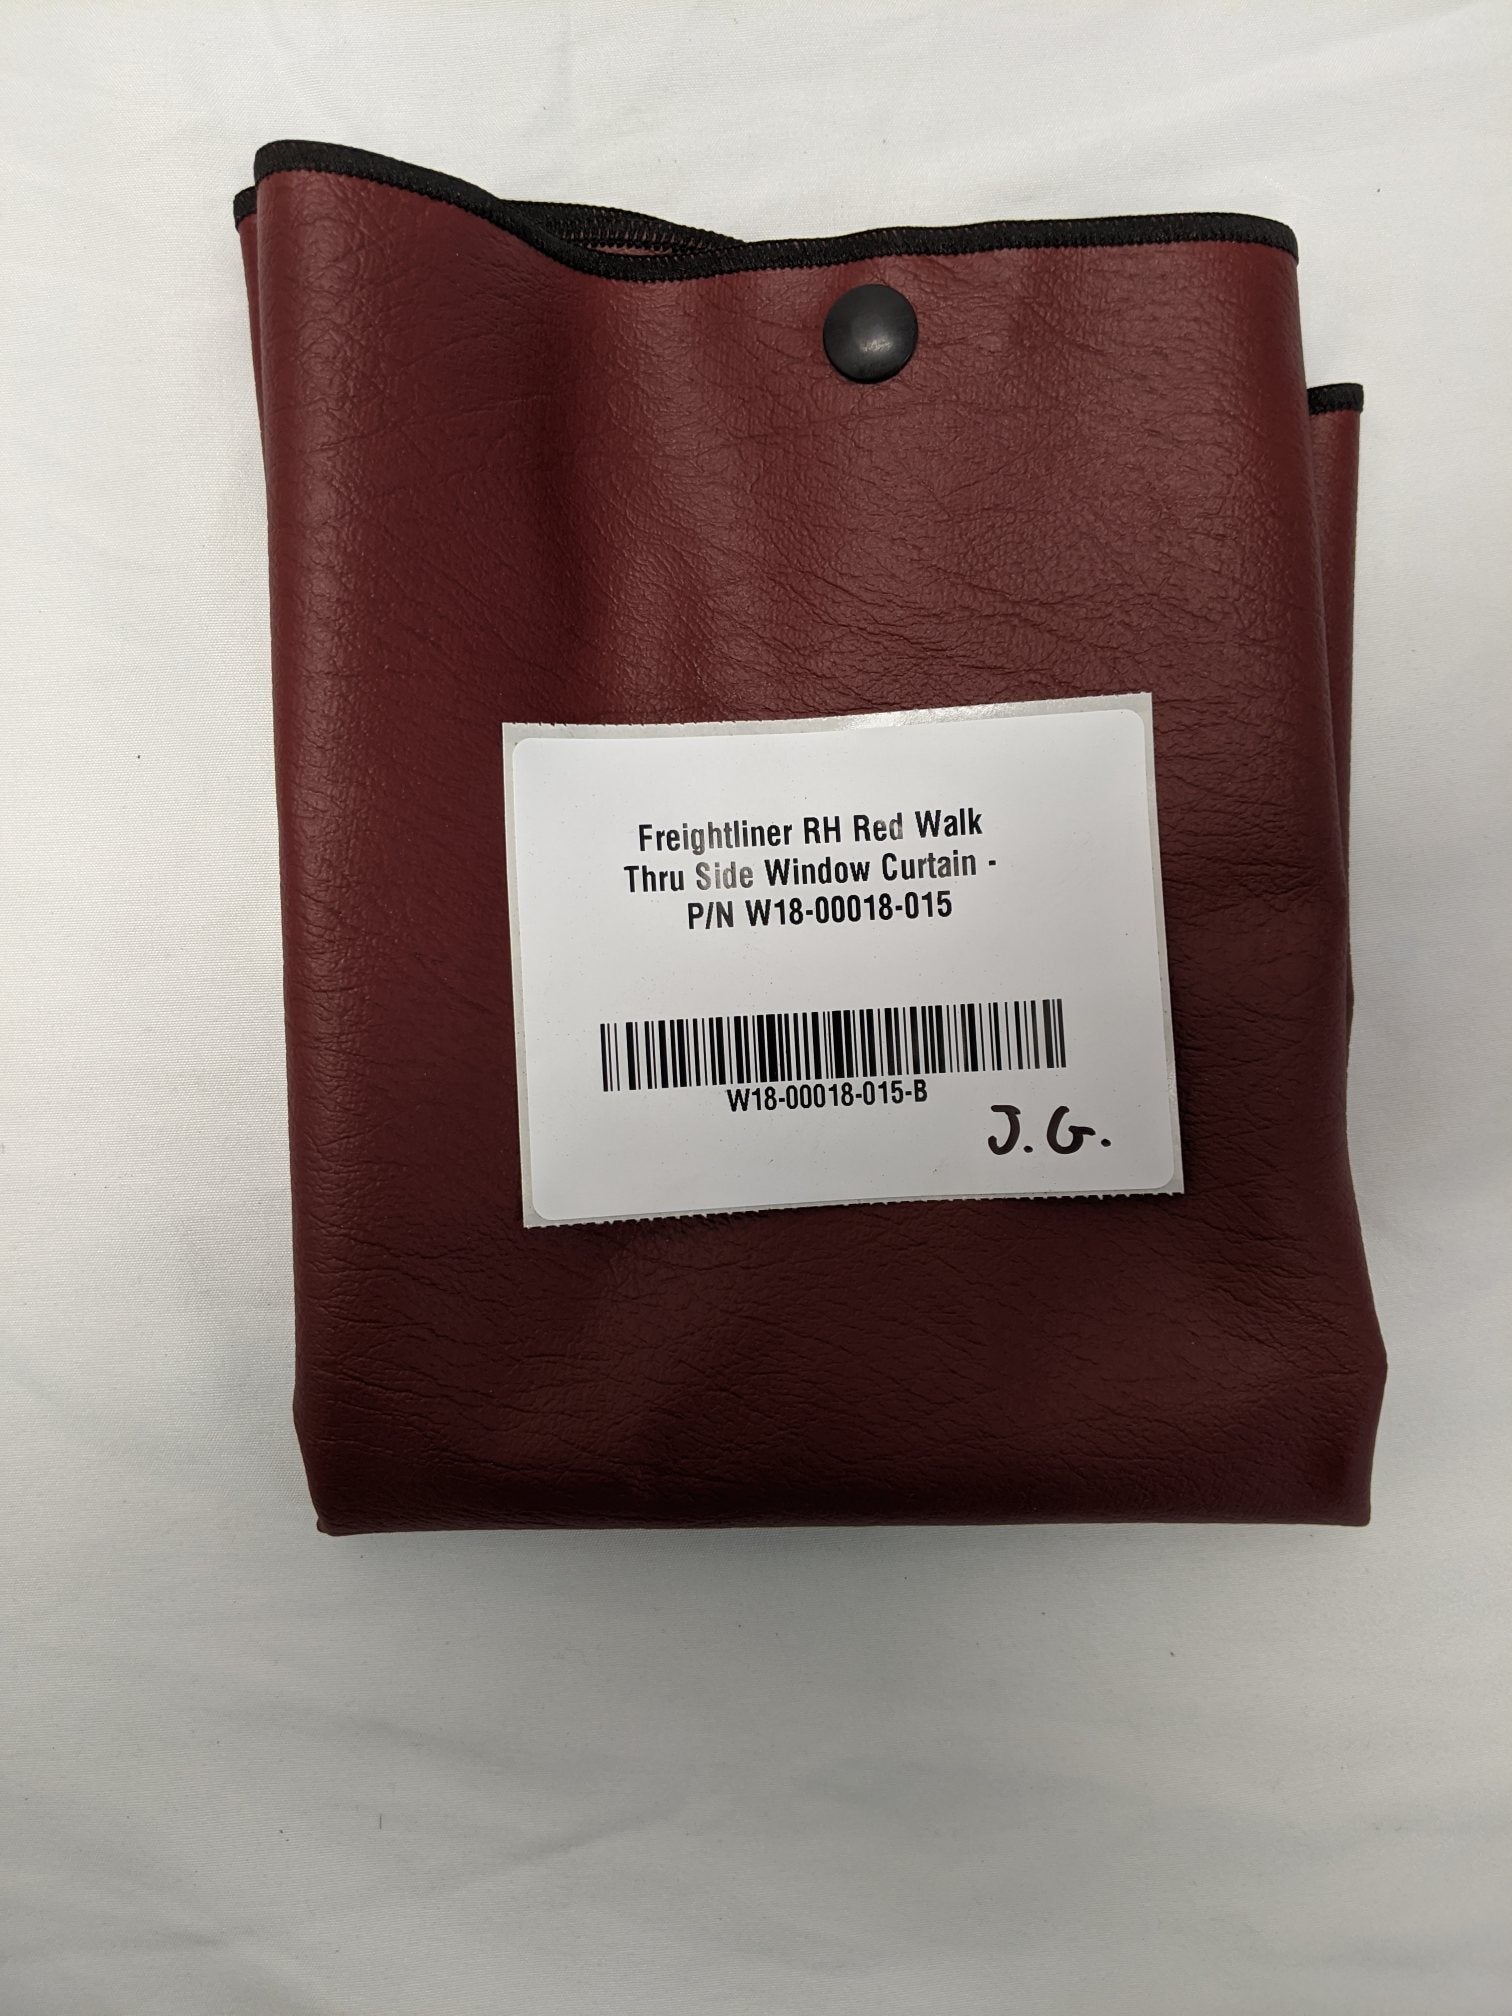 Freightliner RH Red Walk
Thru Side Window Curtain -
P/N W18-00018-015
W18-00018-015-B
J.G.